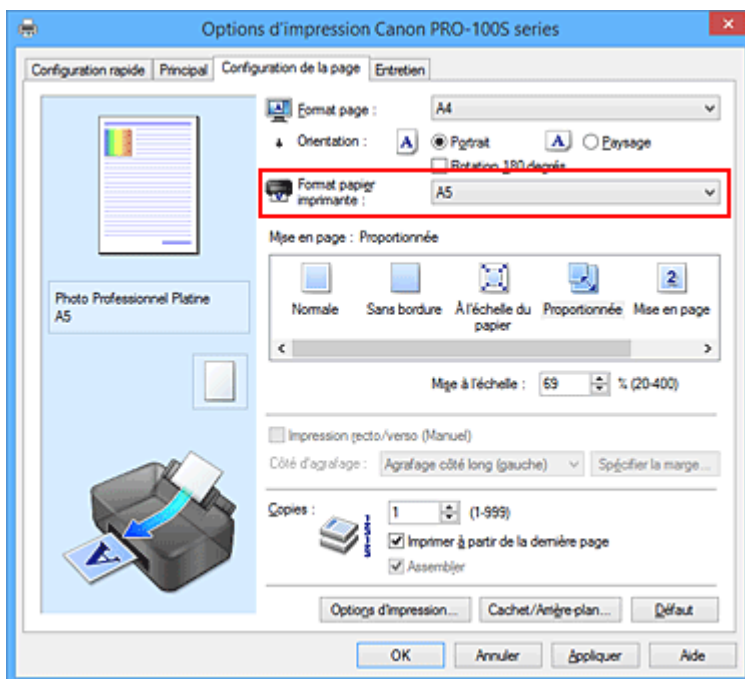 Options d'impression Canon PRO-100S series
Configuration rapide Principal Configuration de la page Entretien
Format page : A4
Orientation : A Portrait A Paysage
Rotation 180 degrés
Format papier imprimante : A5
Mise en page : Proportionnée
Normale Sans bordure À l'échelle du papier Proportionnée Mise en page
Photo Professionnel Platine
A5
Mise à l'échelle : 69 % (20-400)
Impression recto/verso (Manuel)
Côté d'agrafage : Agrafage côté long (gauche) Spécifier la marge...
Copies : 1 (1-999)
Imprimer à partir de la dernière page
Assembler
Options d'impression... Cachet/Arrière-plan... Défaut
OK Annuler Appliquer Aide